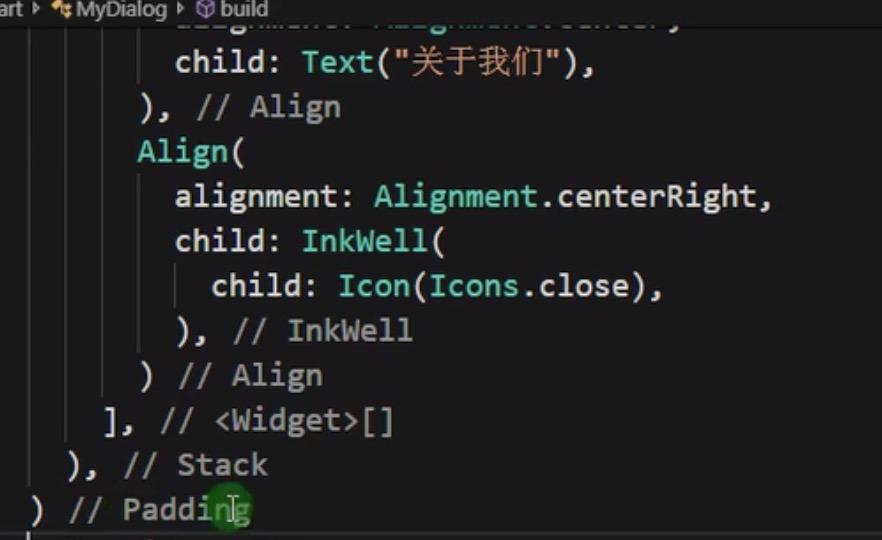 art MyDialog build
child: Text("关于我们"),
), // Align
Align(
alignment: Alignment.centerRight,
child: InkWell(
child: Icon(Icons.close),
), // InkWell
) // Align
], // <Widget>[]
), // Stack
) // Padding